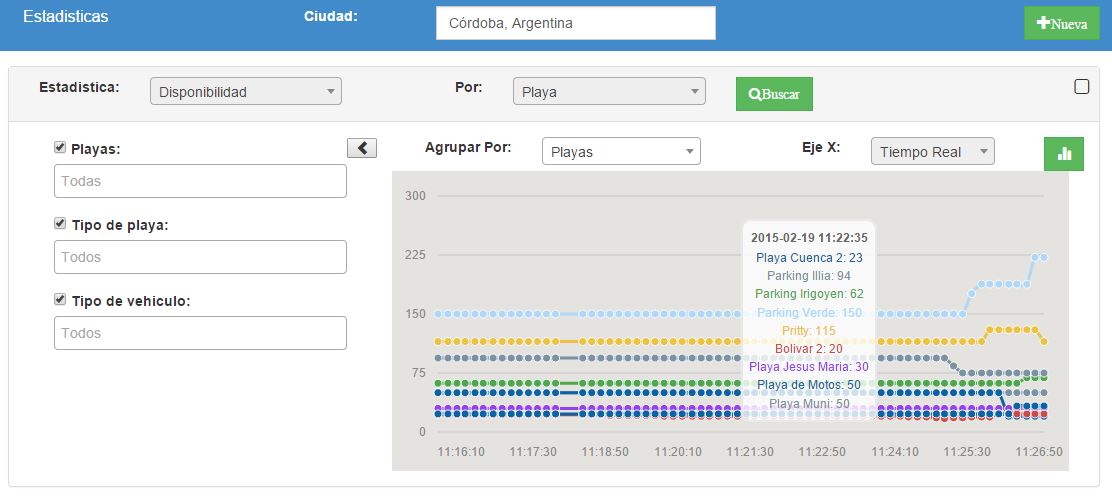 Estadisticas
Ciudad:
Córdoba, Argentina
Nueva
Estadística:
Disponibilidad
Por:
Playa
Buscar
Playas:
Todas
Tipo de playa:
Todos
Tipo de vehiculo:
Todos
Agrupar Por:
Playas
Eje X:
Tiempo Real
300
225
150
75
0
2015-02-19 11:22:35
Playa Cuenca 2: 23
Parking Illia: 94
Parking Irigoyen: 62
Parking Verde: 150
Pritty: 115
Bolivar 2: 20
Playa Jesus Maria: 30
Playa de Motos: 50
Playa Muni: 50
11:16:10 11:17:30 11:18:50 11:20:10 11:21:30 11:22:50 11:24:10 11:25:30 11:26:50